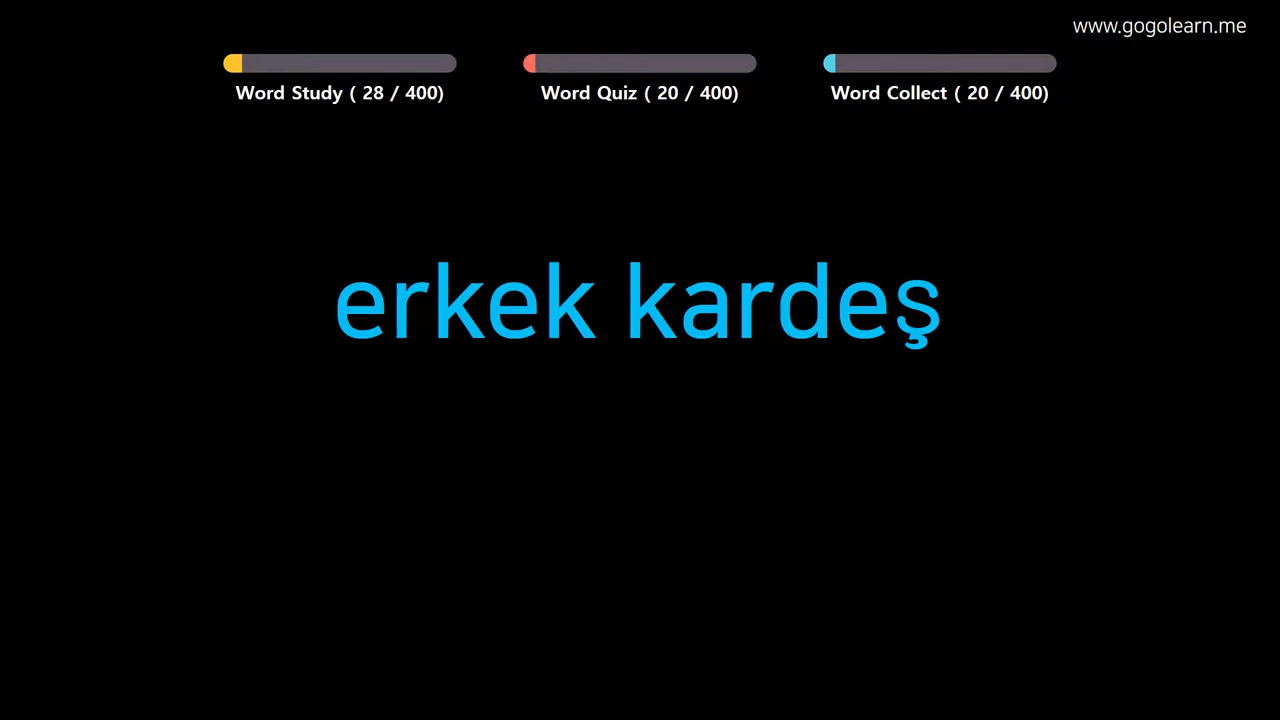 www.gogolearn.me
Word Study ( 28 / 400)
Word Quiz ( 20 / 400)
Word Collect ( 20 / 400)
erkek kardeş